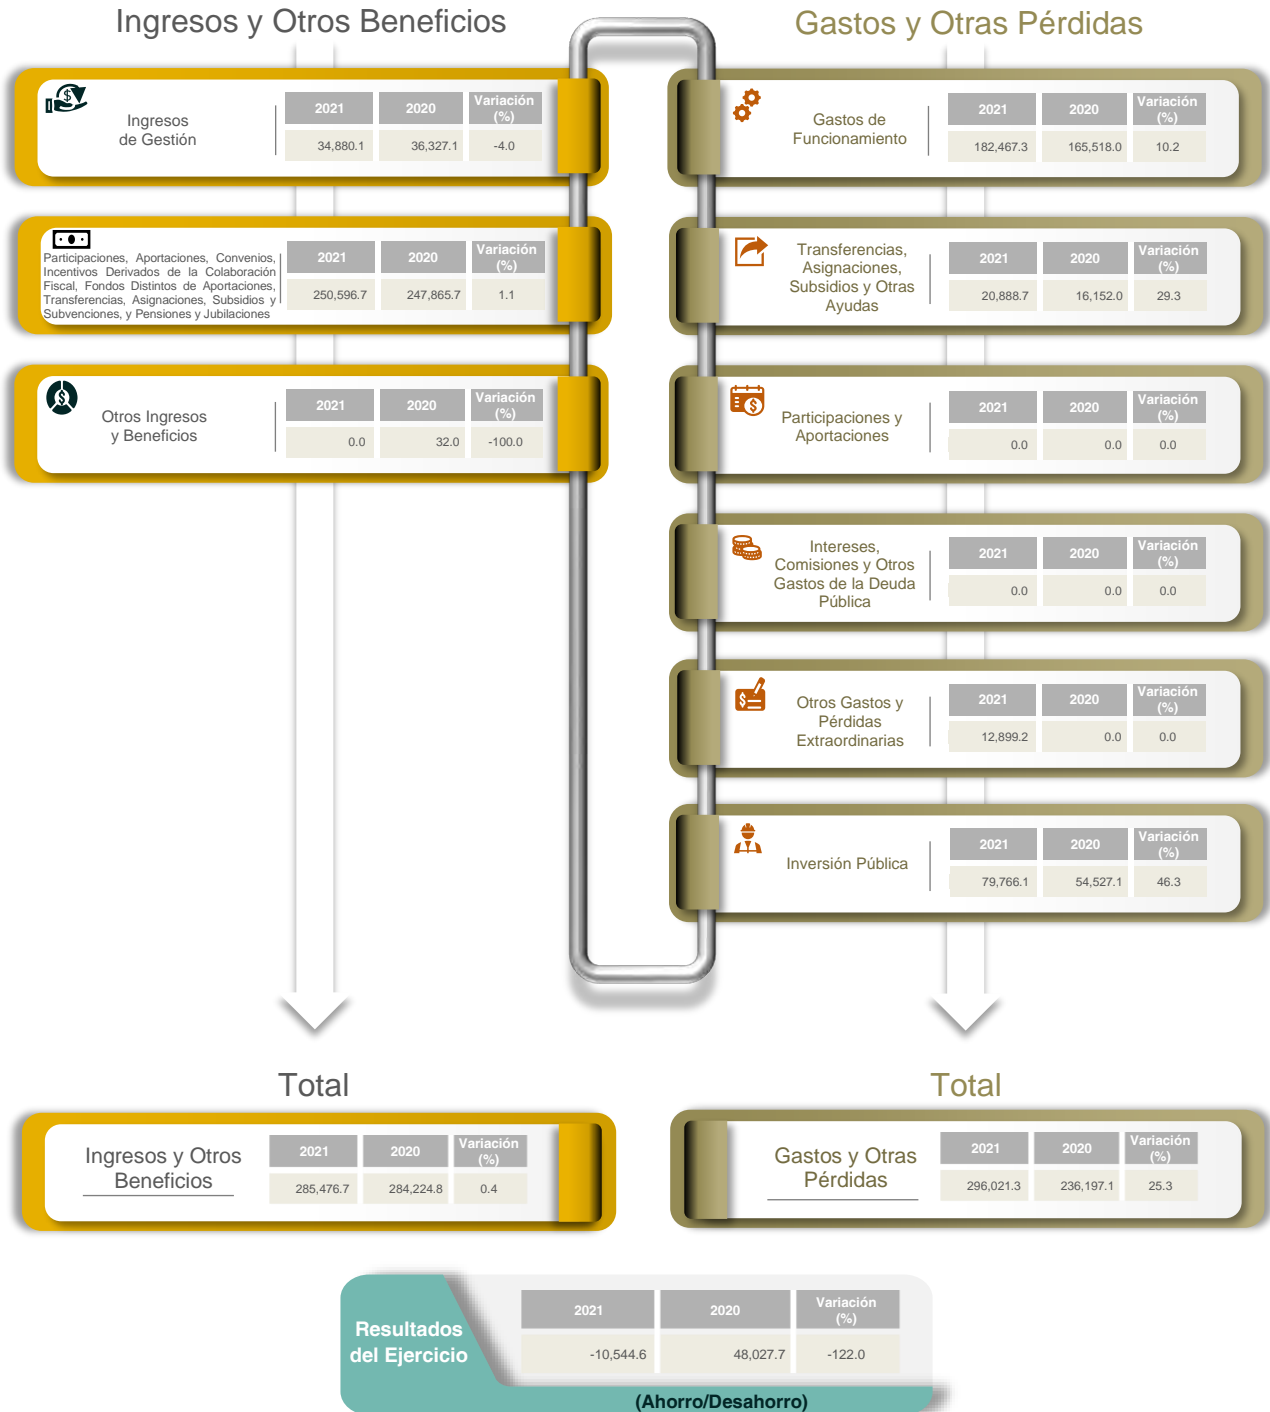 Ingresos y Otros Beneficios
Ingresos
de Gestión
2021 2020 Variación (%)
34,880.1 36,327.1 -4.0
Participaciones, Aportaciones, Convenios,
Incentivos Derivados de la Colaboración
Fiscal, Fondos Distintos de Aportaciones,
Transferencias, Asignaciones, Subsidios y
Subvenciones, y Pensiones y Jubilaciones
2021 2020 Variación (%)
250,596.7 247,865.7 1.1
Otros Ingresos
y Beneficios
2021 2020 Variación (%)
0.0 32.0 -100.0
Gastos y Otras Pérdidas
Gastos de
Funcionamiento
2021 2020 Variación (%)
182,467.3 165,518.0 10.2
Transferencias,
Asignaciones,
Subsidios y Otras
Ayudas
2021 2020 Variación (%)
20,888.7 16,152.0 29.3
Participaciones y
Aportaciones
2021 2020 Variación (%)
0.0 0.0 0.0
Intereses,
Comisiones y Otros
Gastos de la Deuda
Pública
2021 2020 Variación (%)
0.0 0.0 0.0
Otros Gastos y
Pérdidas
Extraordinarias
2021 2020 Variación (%)
12,899.2 0.0 0.0
Inversión Pública
2021 2020 Variación (%)
79,766.1 54,527.1 46.3
Total
Ingresos y Otros
Beneficios
2021 2020 Variación (%)
285,476.7 284,224.8 0.4
Total
Gastos y Otras
Pérdidas
2021 2020 Variación (%)
296,021.3 236,197.1 25.3
Resultados
del Ejercicio
2021 2020 Variación (%)
-10,544.6 48,027.7 -122.0
(Ahorro/Desahorro)